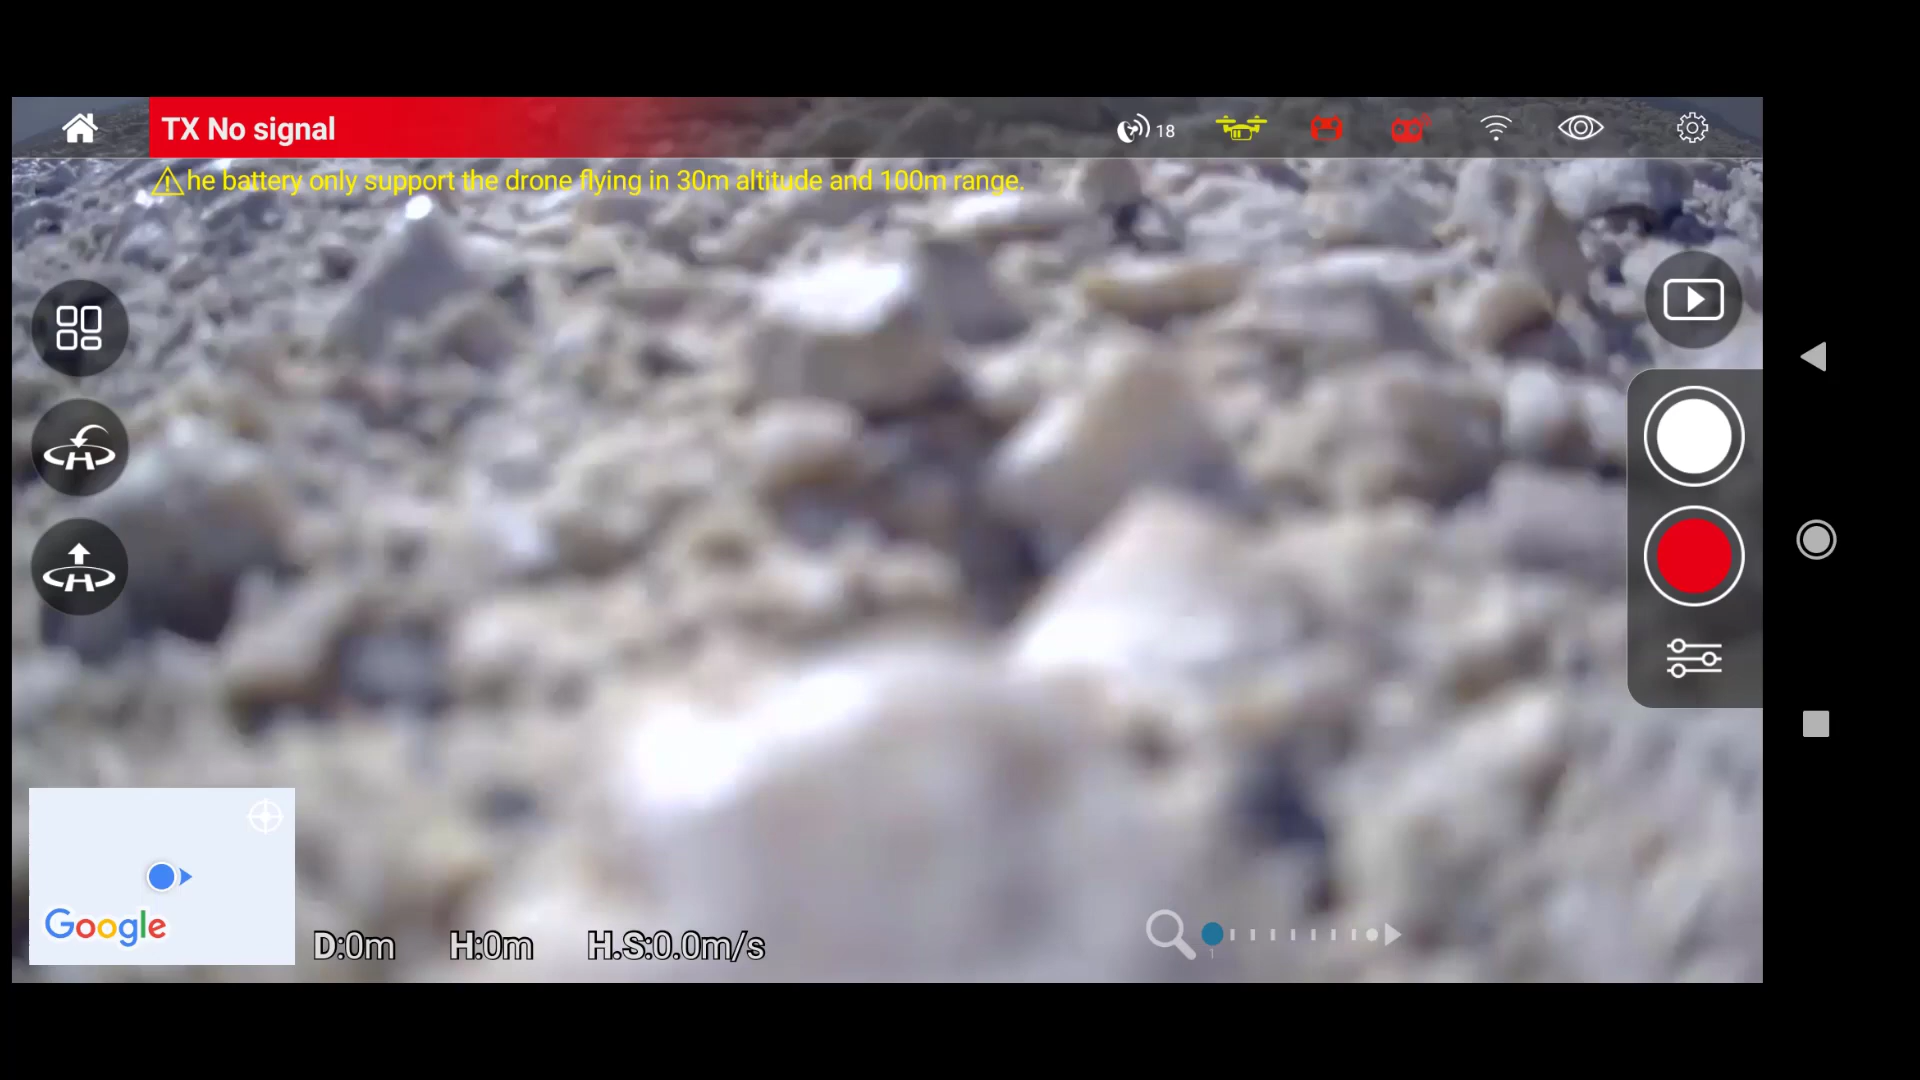 TX No signal
18
he battery only support the drone flying in 30m altitude and 100m range.
Google
D:0m H:0m H.S:0.0m/s
1